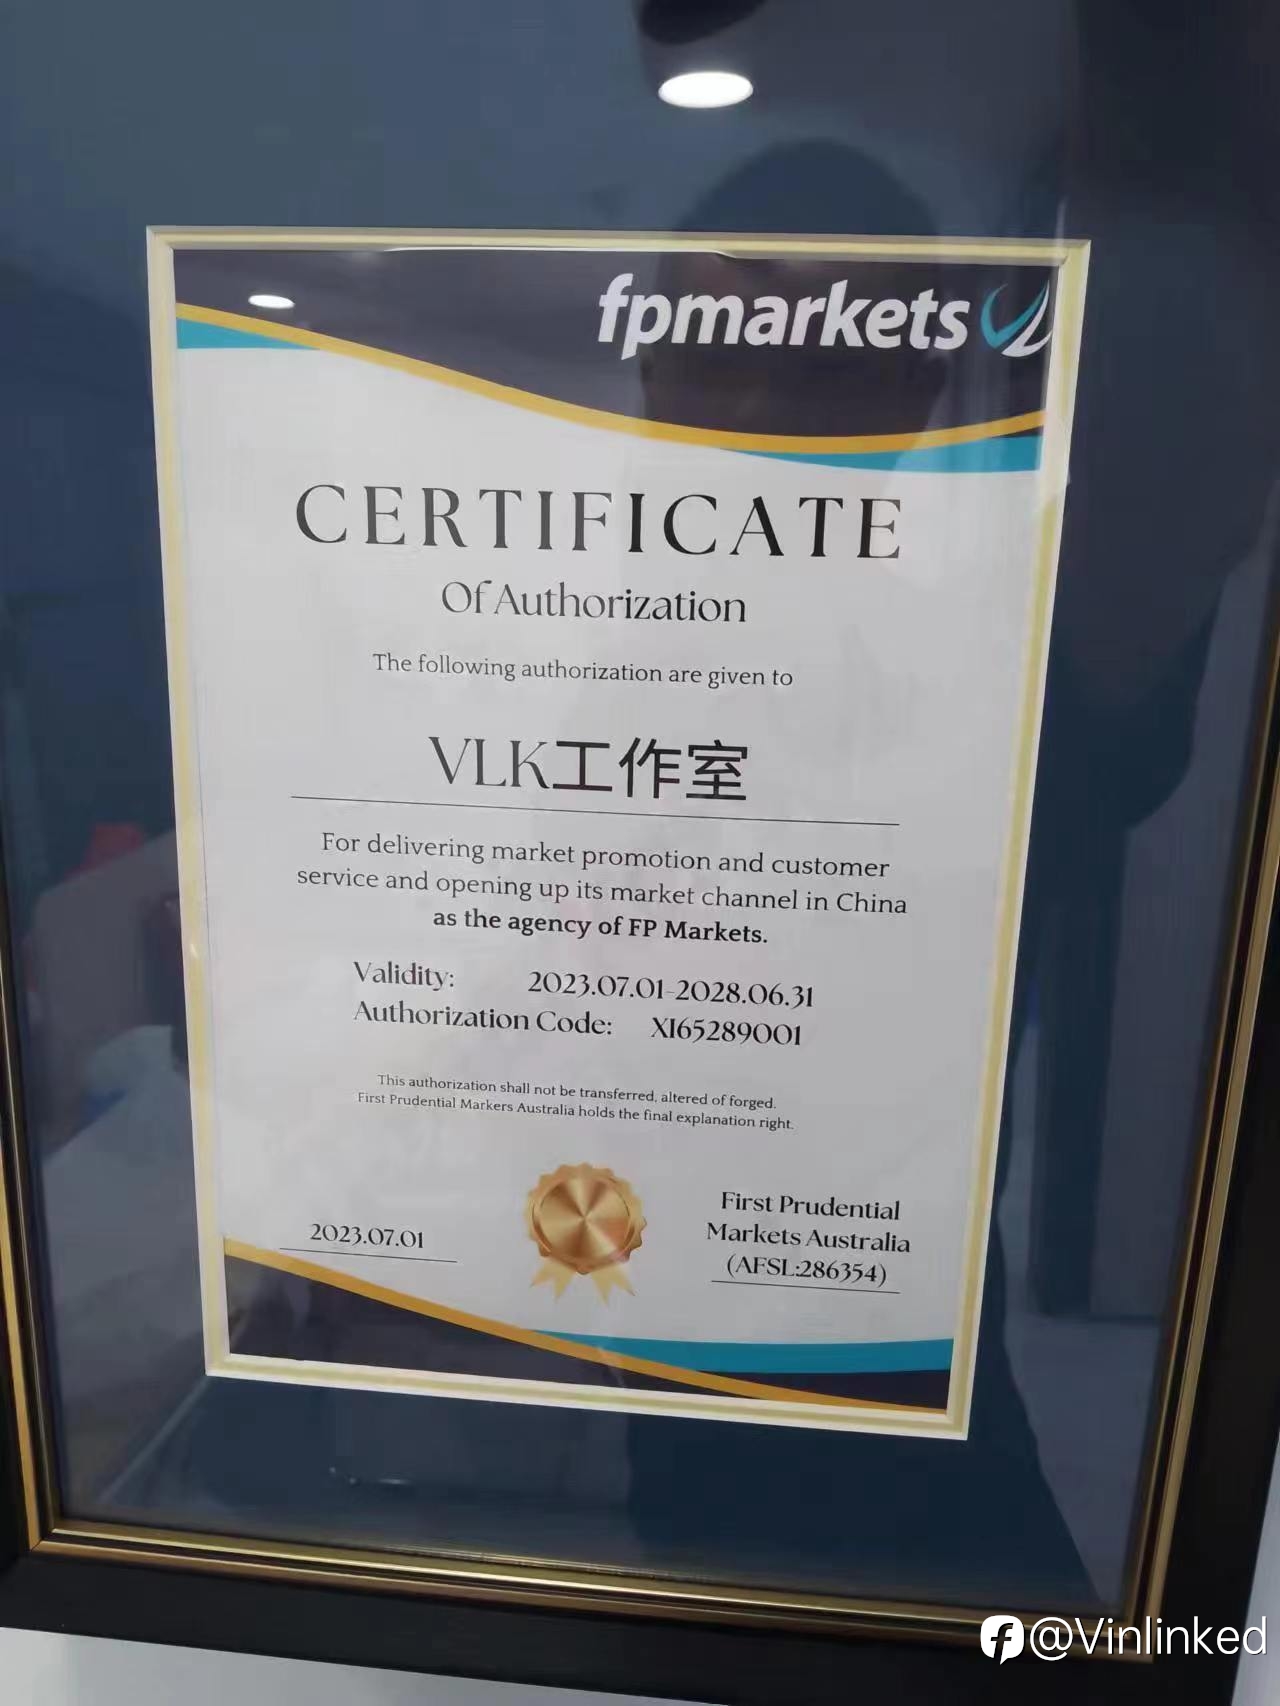 fpmarkets
CERTIFICATE
Of Authorization
The following authorization are given to
VLK工作室
For delivering market promotion and customer
service and opening up its market channel in China
as the agency of FP Markets.
Validity: 2023.07.01-2028.06.31
Authorization Code: XI65289001
This authorization shall not be transferred, altered of forged.
First Prudential Markers Australia holds the final explanation right.
2023.07.01
First Prudential
Markets Australia
(AFSL:286354)
@Vinlinked